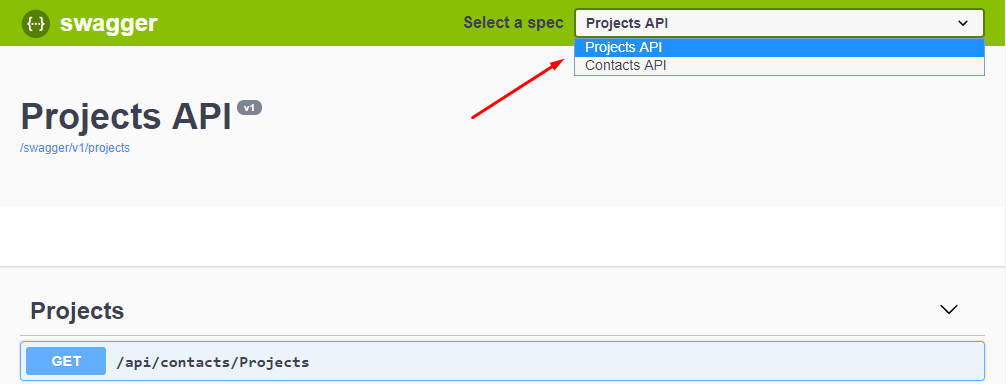 {···} swagger
Select a spec
Projects API
Projects API
Contacts API
Projects API v1
/swagger/v1/projects
Projects
GET /api/contacts/Projects